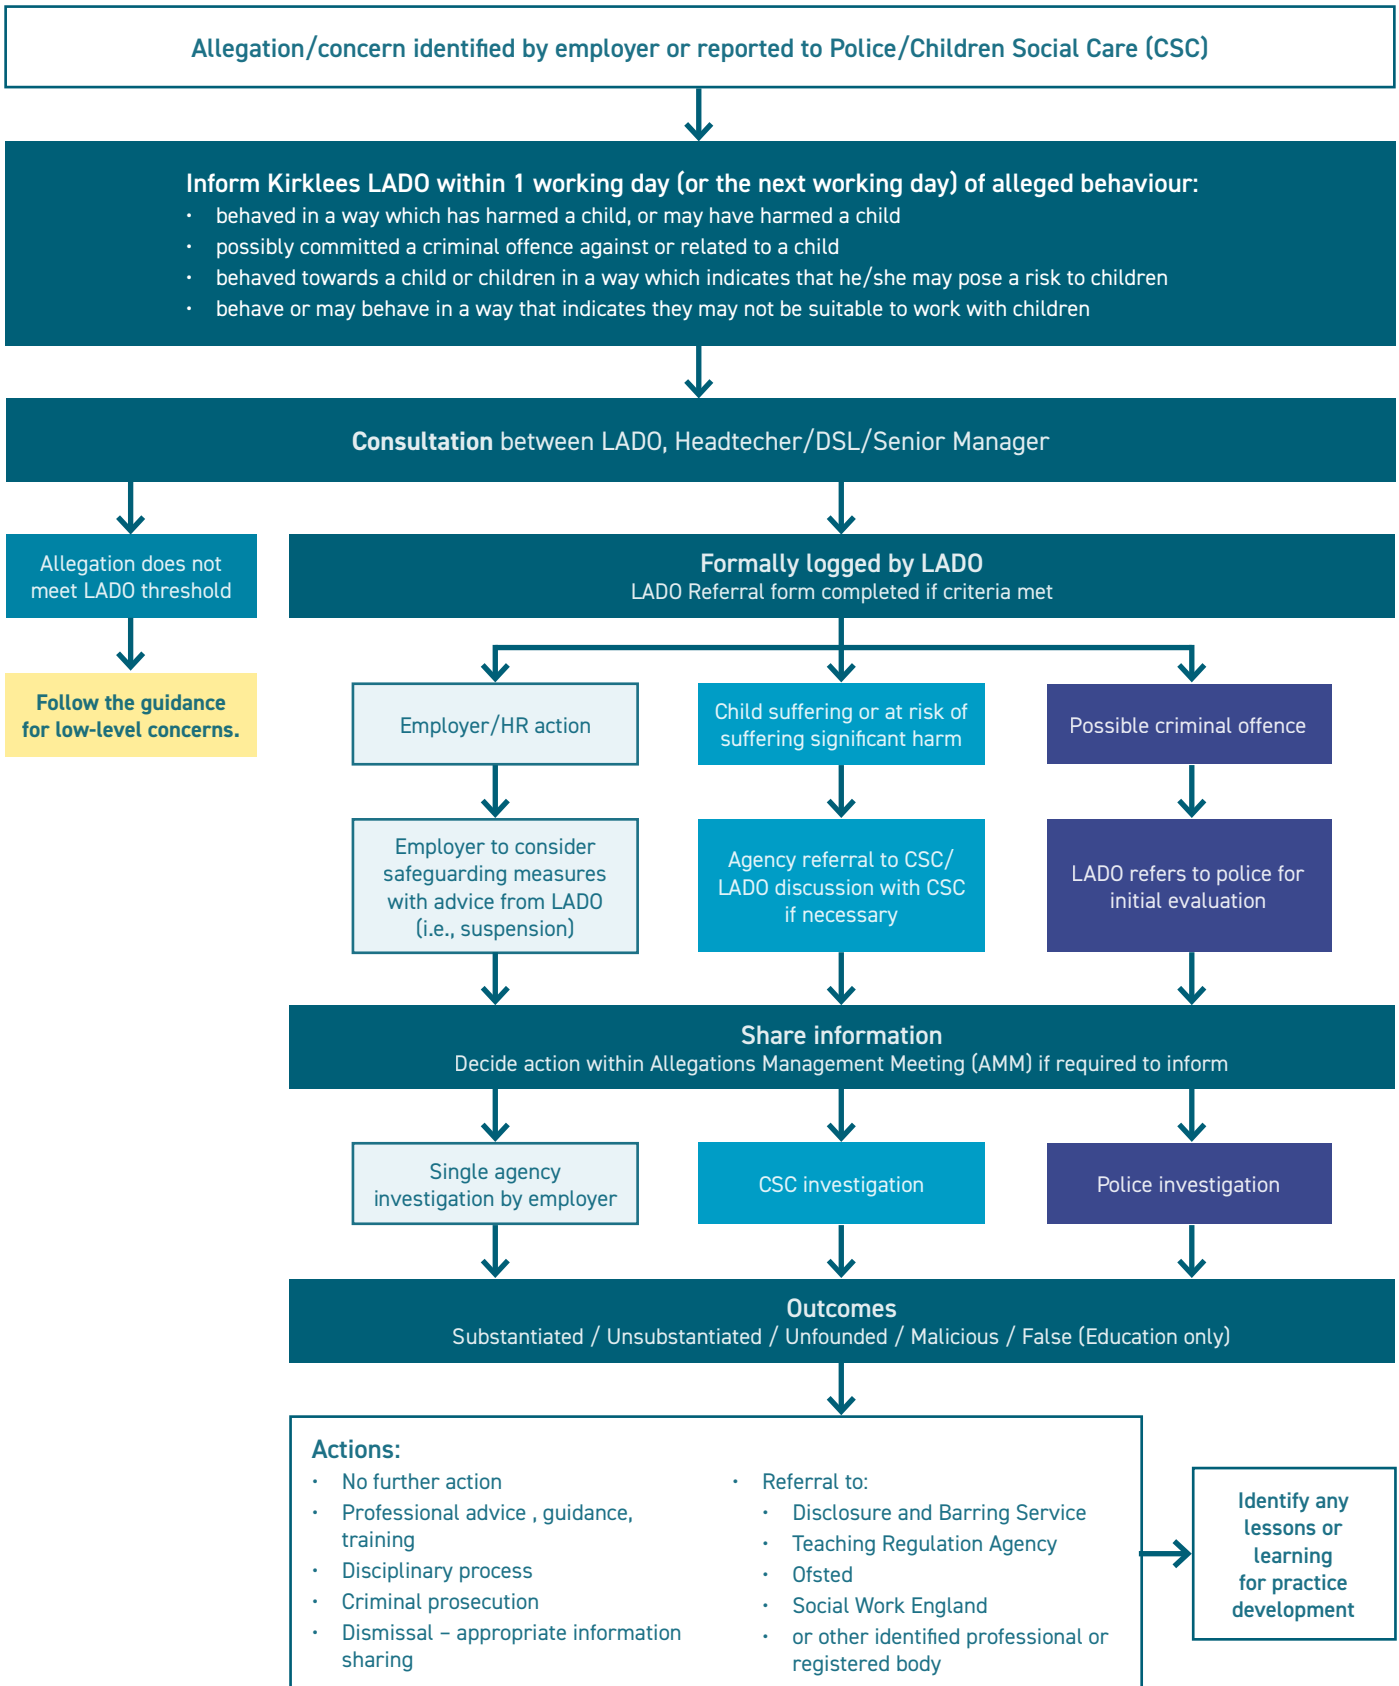 Allegation/concern identified by employer or reported to Police/Children Social Care (CSC)
Inform Kirklees LADO within 1 working day (or the next working day) of alleged behaviour:
· behaved in a way which has harmed a child, or may have harmed a child
· possibly committed a criminal offence against or related to a child
· behaved towards a child or children in a way which indicates that he/she may pose a risk to children
· behave or may behave in a way that indicates they may not be suitable to work with children
Consultation between LADO, Headtecher/DSL/Senior Manager
Allegation does not
meet LADO threshold
Follow the guidance
for low-level concerns.
Formally logged by LADO
LADO Referral form completed if criteria met
Employer/HR action
Child suffering or at risk of
suffering significant harm
Possible criminal offence
Employer to consider
safeguarding measures
with advice from LADO
(i.e., suspension)
Agency referral to CSC/
LADO discussion with CSC
if necessary
LADO refers to police for
initial evaluation
Share information
Decide action within Allegations Management Meeting (AMM) if required to inform
Single agency
investigation by employer
CSC investigation
Police investigation
Outcomes
Substantiated / Unsubstantiated / Unfounded / Malicious / False (Education only)
Actions:
· No further action
· Professional advice , guidance,
training
· Disciplinary process
· Criminal prosecution
· Dismissal – appropriate information
sharing
· Referral to:
· Disclosure and Barring Service
· Teaching Regulation Agency
· Ofsted
· Social Work England
· or other identified professional or
registered body
Identify any
lessons or
learning
for practice
development